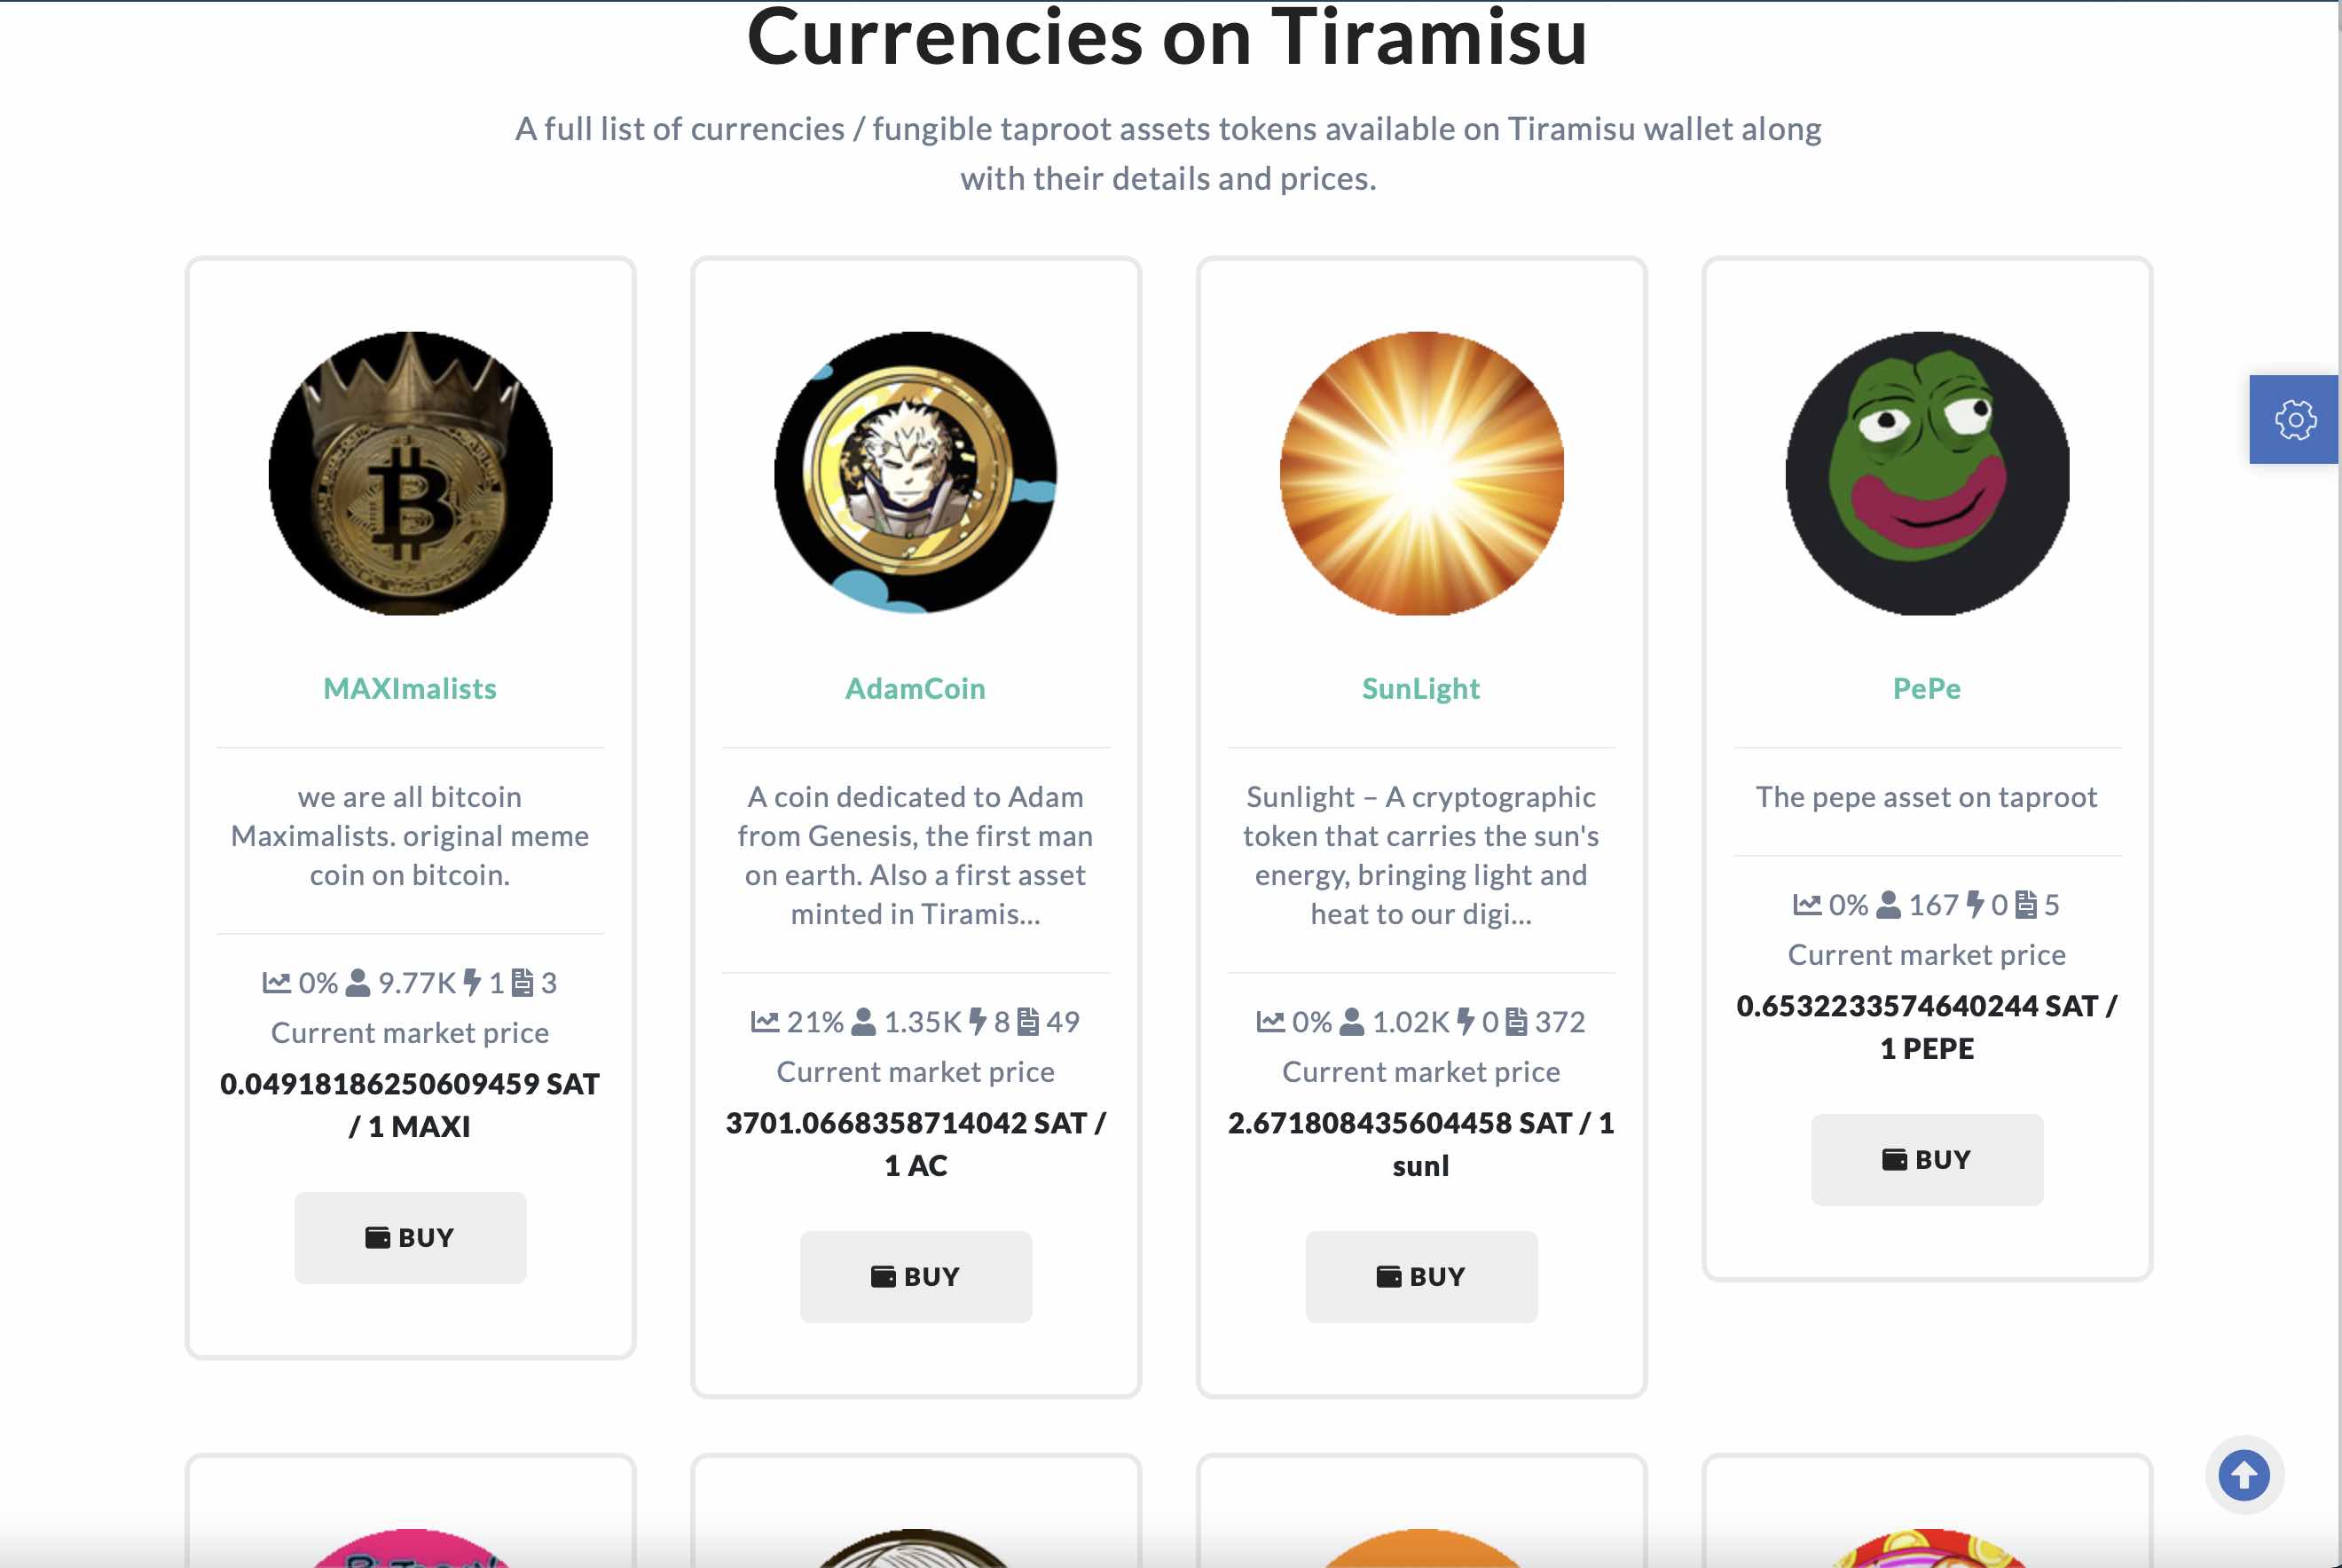 Currencies on Tiramisu
A full list of currencies / fungible taproot assets tokens available on Tiramisu wallet along
with their details and prices.
MAXImalists
we are all bitcoin
Maximalists. original meme
coin on bitcoin.
0% 9.77K 1 3
Current market price
0.04918186250609459 SAT
/ 1 MAXI
BUY
AdamCoin
A coin dedicated to Adam
from Genesis, the first man
on earth. Also a first asset
minted in Tiramis...
21% 1.35K 8 49
Current market price
3701.0668358714042 SAT /
1 AC
BUY
SunLight
Sunlight – A cryptographic
token that carries the sun's
energy, bringing light and
heat to our digi...
0% 1.02K 0 372
Current market price
2.671808435604458 SAT / 1
sunl
BUY
PePe
The pepe asset on taproot
0% 167 0 5
Current market price
0.6532233574640244 SAT /
1 PEPE
BUY